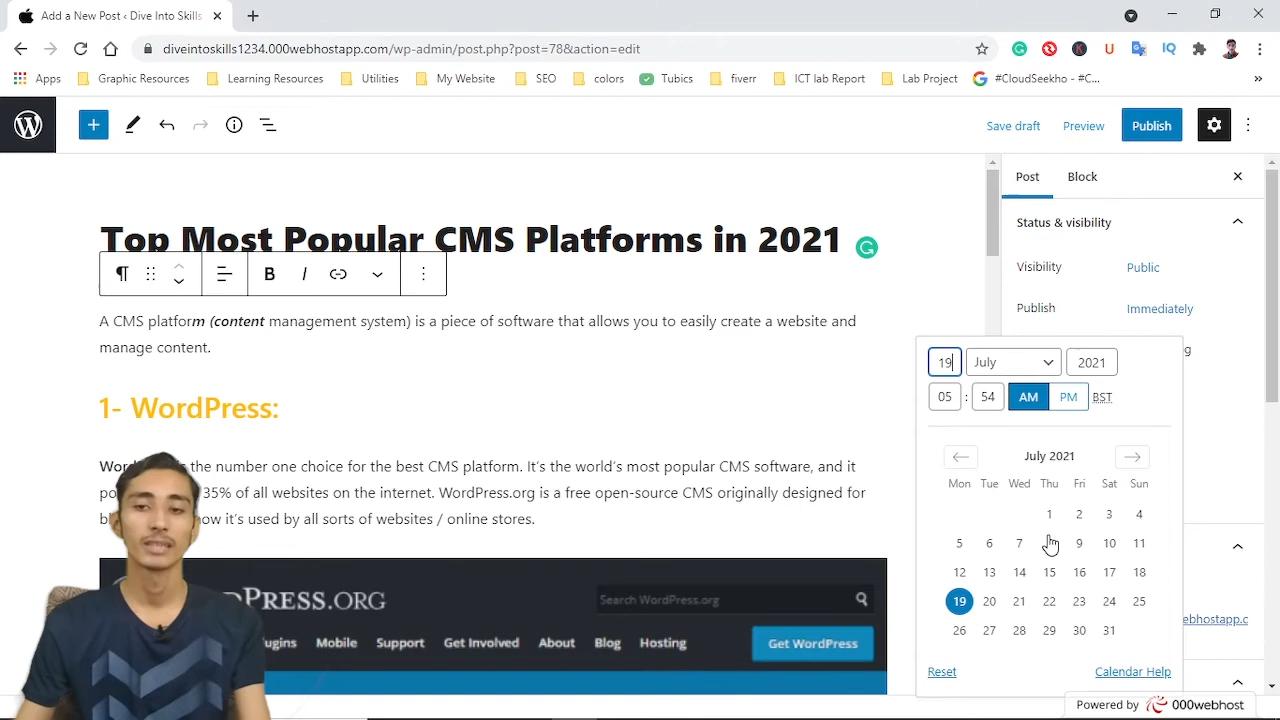 Add a New Post ‹ Dive Into Skills
diveintoskills1234.000webhostapp.com/wp-admin/post.php?post=78&action=edit
Apps Graphic Resources Learning Resources Utilities My Website SEO colors Tubics fiverr ICT lab Report Lab Project #CloudSeekho - #C... »
Save draft Preview Publish
Post Block
Status & visibility
Visibility Public
Publish Immediately
Top Most Popular CMS Platforms in 2021
B I
A CMS platform (content management system) is a piece of software that allows you to easily create a website and
manage content.
1- WordPress:
the number one choice for the best CMS platform. It's the world's most popular CMS software, and it
35% of all websites on the internet. WordPress.org is a free open-source CMS originally designed for
now it's used by all sorts of websites / online stores.
RDPRESS.ORG
Search WordPress.org
lugins Mobile Support Get Involved About Blog Hosting Get WordPress
19 July 2021
05 : 54 AM PM BST
July 2021
Mon Tue Wed Thu Fri Sat Sun
1 2 3 4
5 6 7 9 10 11
12 13 14 15 16 17 18
19 20 21 22 23 24 25
26 27 28 29 30 31
Reset Calendar Help
ebhostapp.c
Powered by 000webhost